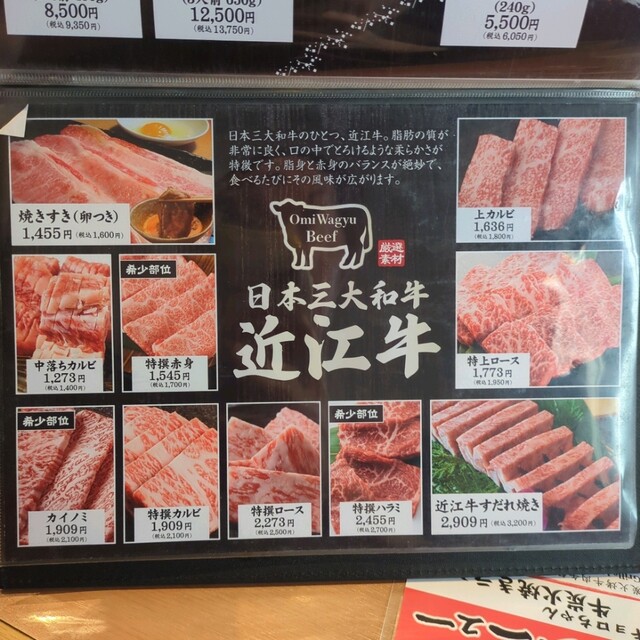 8,500円
(税込 9,350円)
12,500円
(税込 13,750円)
(240g)
5,500円
(税込 6,050円)
日本三大和牛のひとつ、近江牛。脂肪の質が
非常に良く、口の中でとろけるような柔らかさが
特徴です。脂身と赤身のバランスが絶妙で、
食べるたびにその風味が広がります。
Omi Wagyu
Beef
厳選
素材
日本三大和牛
近江牛
焼きすき(卵つき)
1,455円(税込 1,600円)
上カルビ
1,636円
(税込 1,800円)
中落ちカルビ
1,273円
(税込 1,400円)
希少部位
特撰赤身
1,545円
(税込 1,700円)
特上ロース
1,773円
(税込 1,950円)
希少部位
カイノミ
1,909円
(税込 2,100円)
特撰カルビ
1,909円
(税込 2,100円)
特撰ロース
2,273円
(税込 2,500円)
希少部位
特撰ハラミ
2,455円
(税込 2,700円)
近江牛すだれ焼き
2,909円(税込 3,200円)
牛炭火焼き